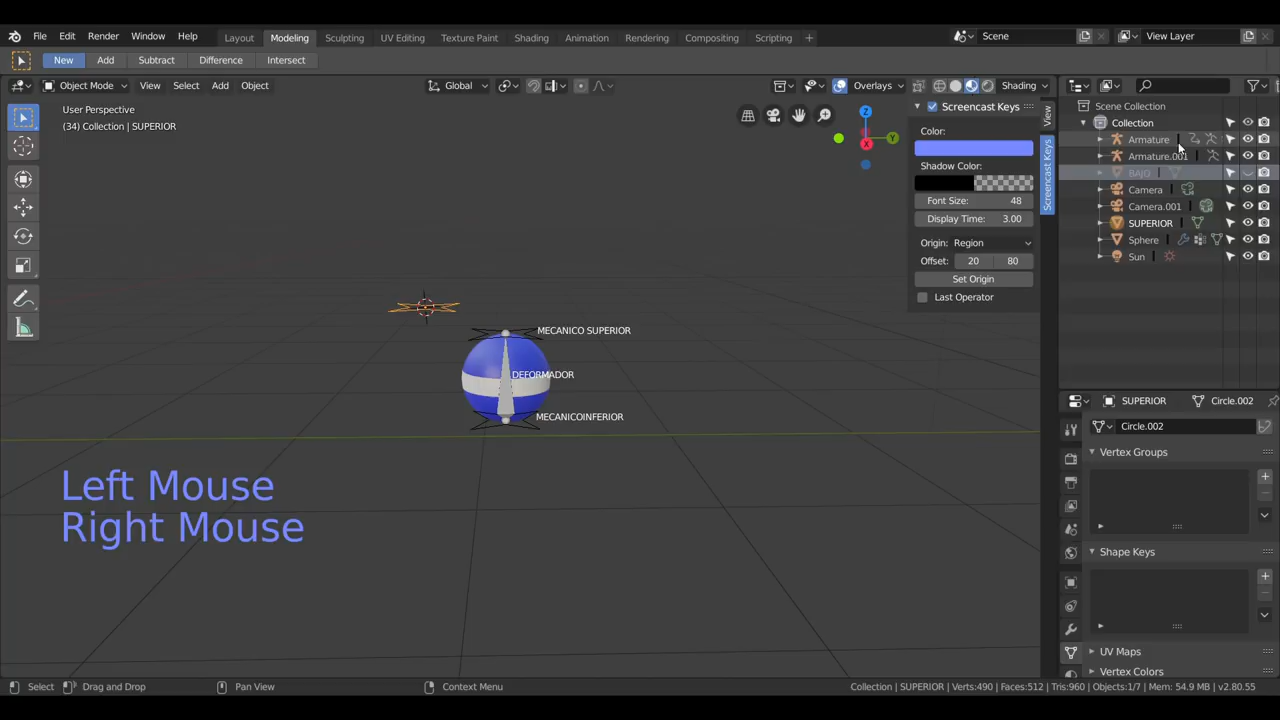 File Edit Render Window Help Layout Modeling Sculpting UV Editing Texture Paint Shading Animation Rendering Compositing Scripting + Scene View Layer
New Add Subtract Difference Intersect
Object Mode View Select Add Object Global Overlays Shading
User Perspective
(34) Collection | SUPERIOR
Screencast Keys
Color:
Shadow Color:
Font Size: 48
Display Time: 3.00
Origin: Region
Offset: 20 80
Set Origin
Last Operator
View
Screencast Keys
Scene Collection
Collection
Armature
Armature.001
BAJO
Camera
Camera.001
SUPERIOR
Sphere
Sun
MECANICO SUPERIOR
DEFORMADOR
MECANICOINFERIOR
Left Mouse
Right Mouse
SUPERIOR Circle.002
Circle.002
Vertex Groups
Shape Keys
UV Maps
Vertex Colors
Select Drag and Drop Pan View Context Menu Collection | SUPERIOR | Verts:490 | Faces:512 | Tris:960 | Objects:1/7 | Mem: 54.9 MB | v2.80.55